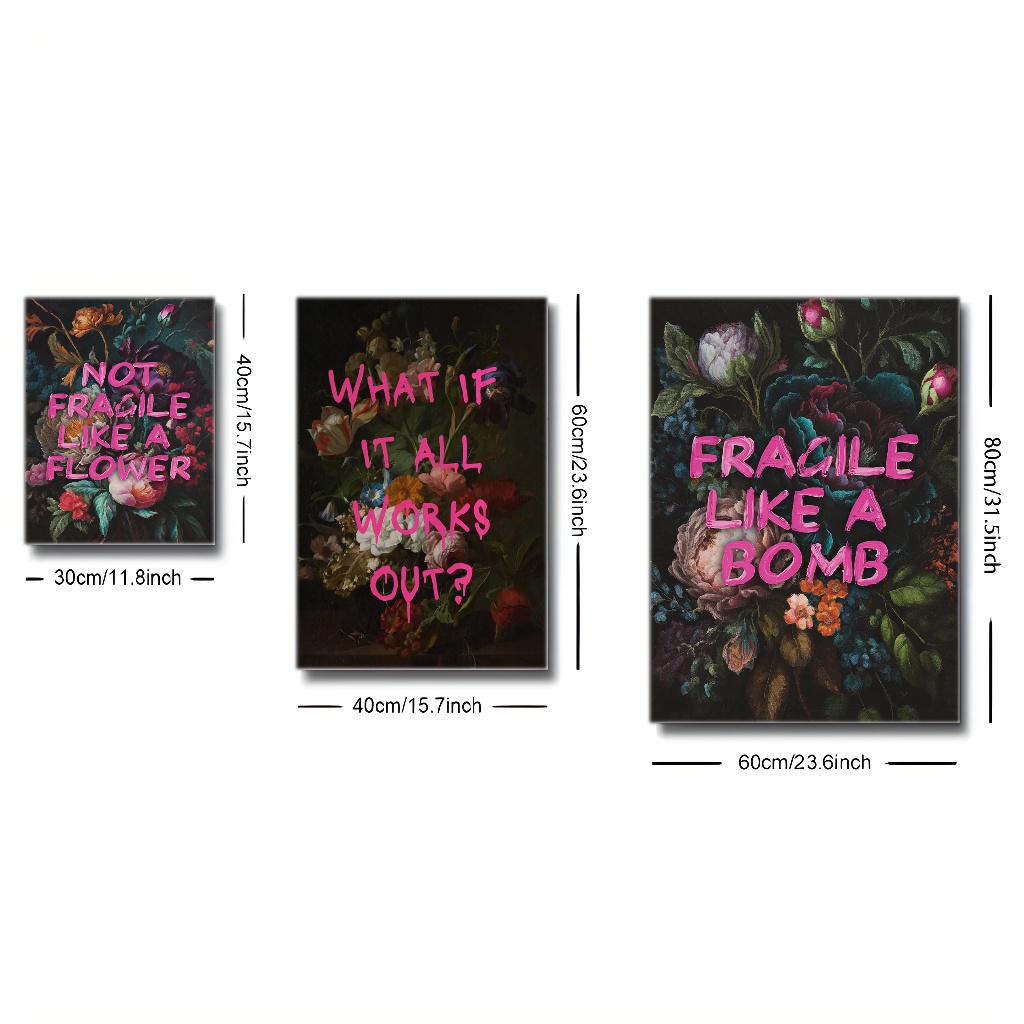 NOT
FRAGILE
LIKE A
FLOWER
40cm/15.7inch
30cm/11.8inch
WHAT IF
IT ALL
WORKS
OUT?
60cm/23.6inch
40cm/15.7inch
FRAGILE
LIKE A
BOMB
80cm/31.5inch
60cm/23.6inch